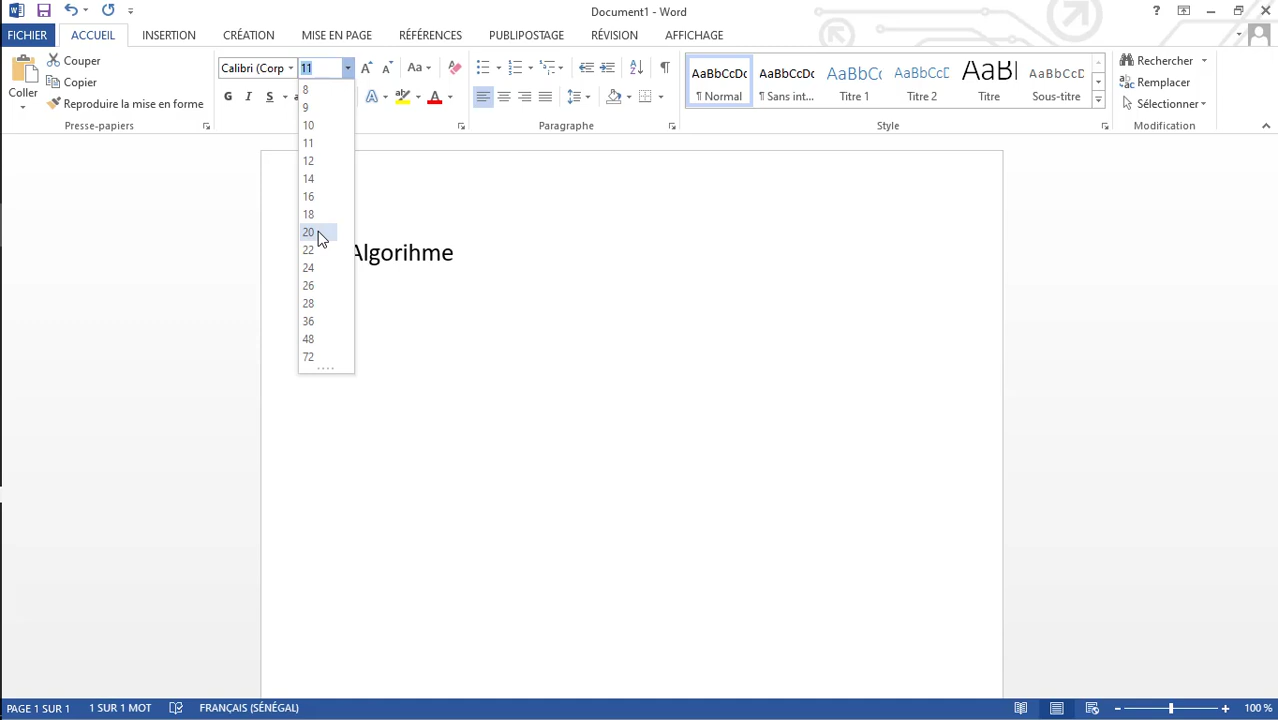 Document1 - Word
?
FICHIER ACCUEIL INSERTION CRÉATION MISE EN PAGE RÉFÉRENCES PUBLIPOSTAGE RÉVISION AFFICHAGE
Coller
Couper
Copier
Reproduire la mise en forme
Presse-papiers
Calibri (Corp 11
G I S
Aa
A
Paragraphe
AaBbCcDc AaBbCcDc AaBbCc AaBbCcD AaBl AaBbCcD
¶ Normal ¶ Sans int... Titre 1 Titre 2 Titre Sous-titre
Style
Rechercher
Remplacer
Sélectionner
Modification
8
9
10
11
12
14
16
18
20
22
24
26
28
36
48
72
Algorihme
PAGE 1 SUR 1 1 SUR 1 MOT FRANÇAIS (SÉNÉGAL) 100 %